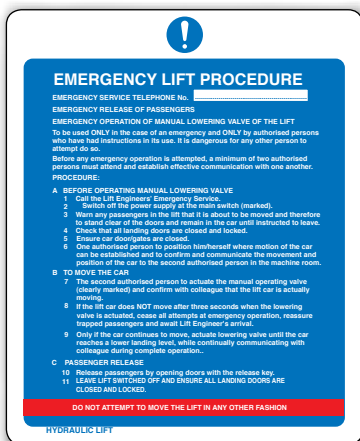 EMERGENCY LIFT PROCEDURE
EMERGENCY SERVICE TELEPHONE No.
EMERGENCY RELEASE OF PASSENGERS
EMERGENCY OPERATION OF MANUAL LOWERING VALVE OF THE LIFT
To be used ONLY in the case of an emergency and ONLY by authorised persons
who have had instructions in its use. It is dangerous for any other person to
attempt do so.
Before any emergency operation is attempted, a minimum of two authorised
persons must attend and establish effective communication with one another.
PROCEDURE:
A BEFORE OPERATING MANUAL LOWERING VALVE
1 Call the Lift Engineers' Emergency Service.
2 Switch off the power supply at the main switch (marked).
3 Warn any passengers in the lift that it is about to be moved and therefore
to stand clear of the doors and remain in the car until instructed to leave.
4 Check that all landing doors are closed and locked.
5 Ensure car door/gates are closed.
6 One authorised person to position him/herself where motion of the car
can be established and to confirm and communicate the movement and
position of the car to the second authorised person in the machine room.
B TO MOVE THE CAR
7 The second authorised person to actuate the manual operating valve
(clearly marked) and confirm with colleague that the lift car is actually
moving.
8 If the lift car does NOT move after three seconds when the lowering
valve is actuated, cease all attempts at emergency operation, reassure
trapped passengers and await Lift Engineer's arrival.
9 Only if the car continues to move, actuate lowering valve until the car
reaches a lower landing level, while continually communicating with
colleague during complete operation..
C PASSENGER RELEASE
10 Release passengers by opening doors with the release key.
11 LEAVE LIFT SWITCHED OFF AND ENSURE ALL LANDING DOORS ARE
CLOSED AND LOCKED.
DO NOT ATTEMPT TO MOVE THE LIFT IN ANY OTHER FASHION
HYDRAULIC LIFT